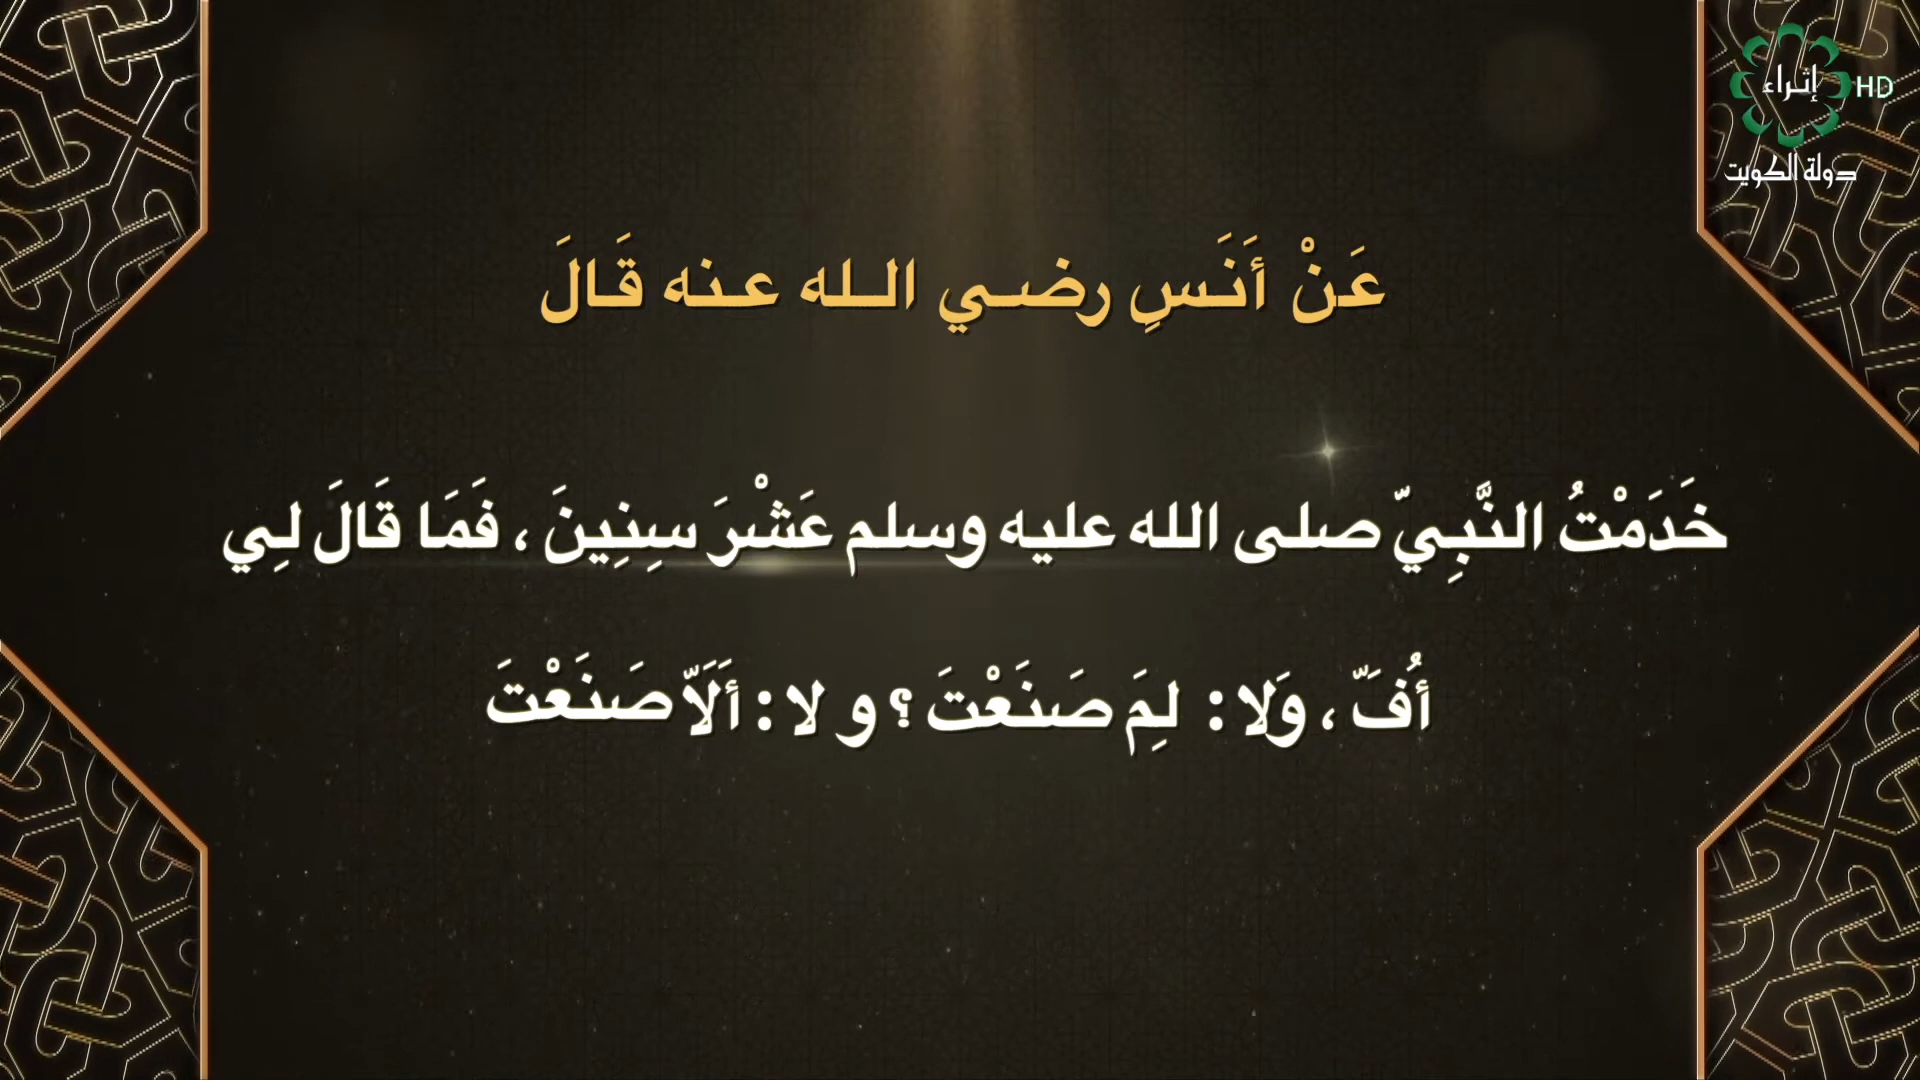 إثراء HD
دولة الكويت
عَنْ أَنَسِ رضي الله عنه قَالَ
خَدَمْتُ النَّبِيّ صلى الله عليه وسلم عَشْرَ سِنِينَ ، فَمَا قَالَ لِي
أُفَّ ، وَلا : لِمَ صَنَعْتَ ؟ و لا : أَلَاّ صَنَعْتَ